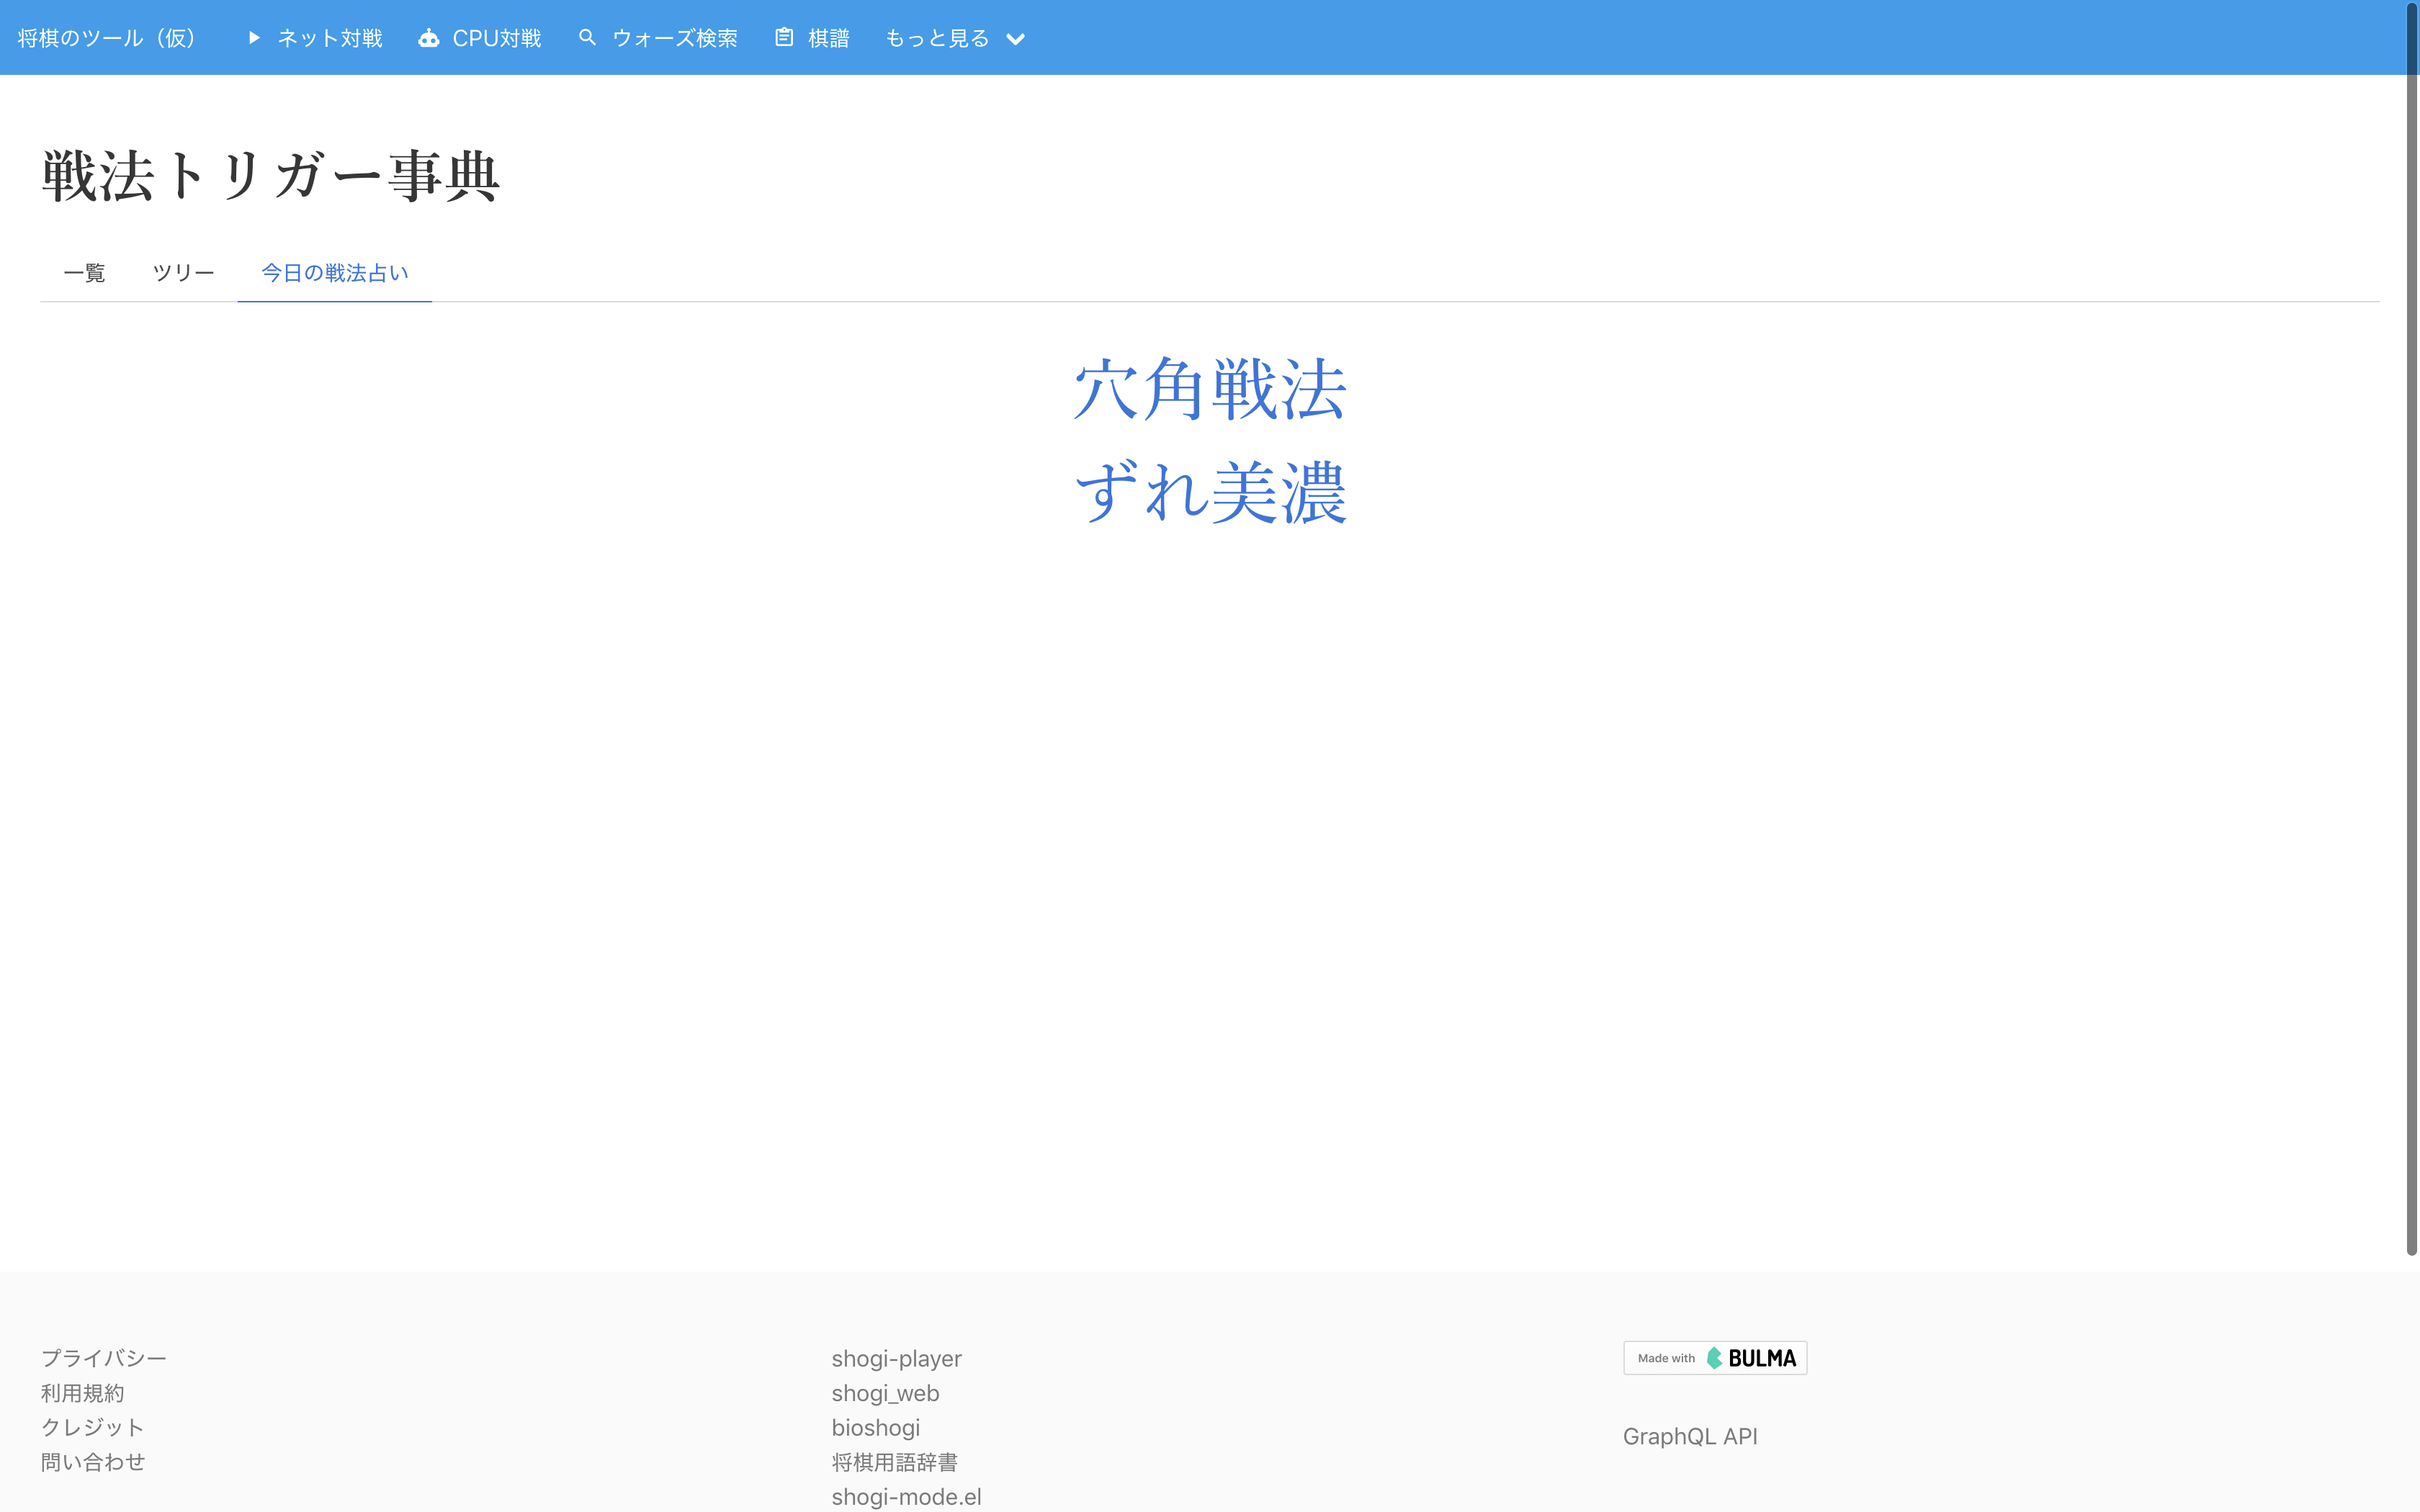 将棋のツール（仮） ネット対戦 CPU対戦 ウォーズ検索 棋譜 もっと見る
戦法トリガー事典
一覧 ツリー 今日の戦法占い
穴角戦法
ずれ美濃
プライバシー
利用規約
クレジット
問い合わせ
shogi-player
shogi_web
bioshogi
将棋用語辞書
shogi-mode.el
Made with BULMA
GraphQL API